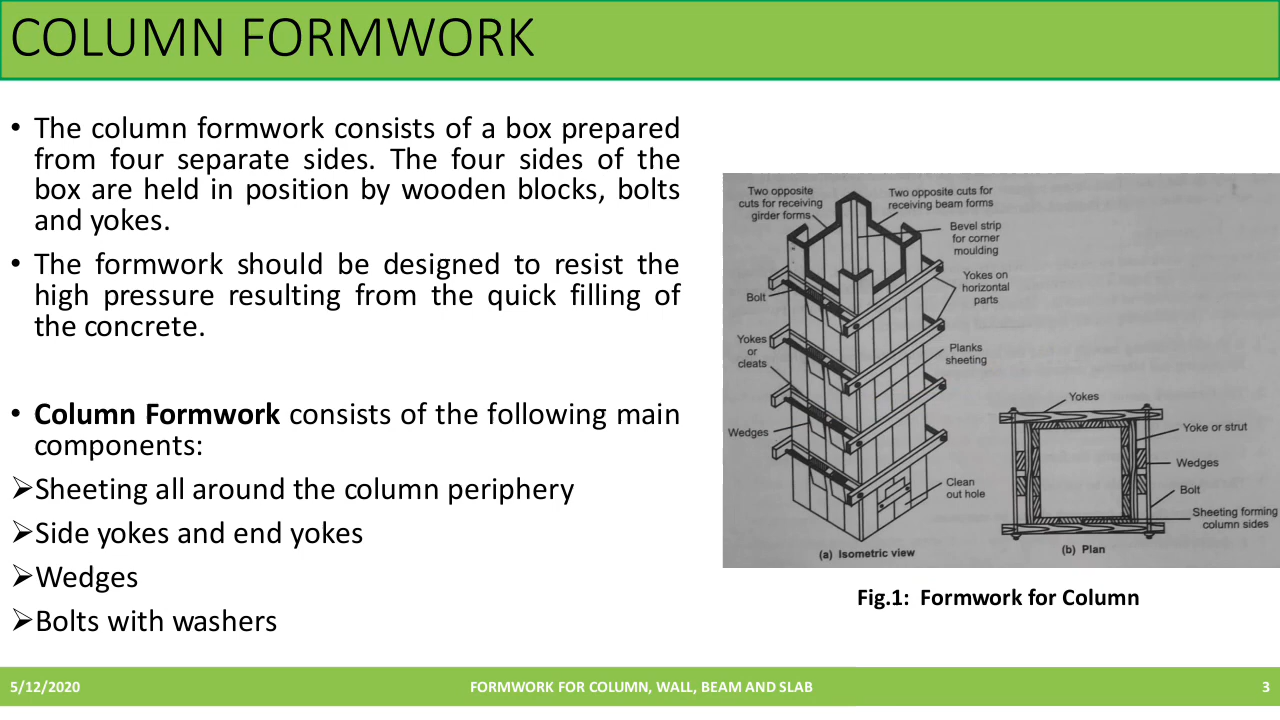 COLUMN FORMWORK
• The column formwork consists of a box prepared
from four separate sides. The four sides of the
box are held in position by wooden blocks, bolts
and yokes.
• The formwork should be designed to resist the
high pressure resulting from the quick filling of
the concrete.
• Column Formwork consists of the following main
components:
➢Sheeting all around the column periphery
➢Side yokes and end yokes
➢Wedges
➢Bolts with washers
Two opposite
cuts for receiving
girder forms
Two opposite cuts for
receiving beam forms
Bevel strip
for corner
moulding
Yokes on
horizontal
parts
Bolt
Yokes
or
cleats
Planks
sheeting
Wedges
Clean
out hole
(a) Isometric view
Yokes
Yoke or strut
Wedges
Bolt
Sheeting forming
column sides
(b) Plan
Fig.1: Formwork for Column
5/12/2020
FORMWORK FOR COLUMN, WALL, BEAM AND SLAB
3